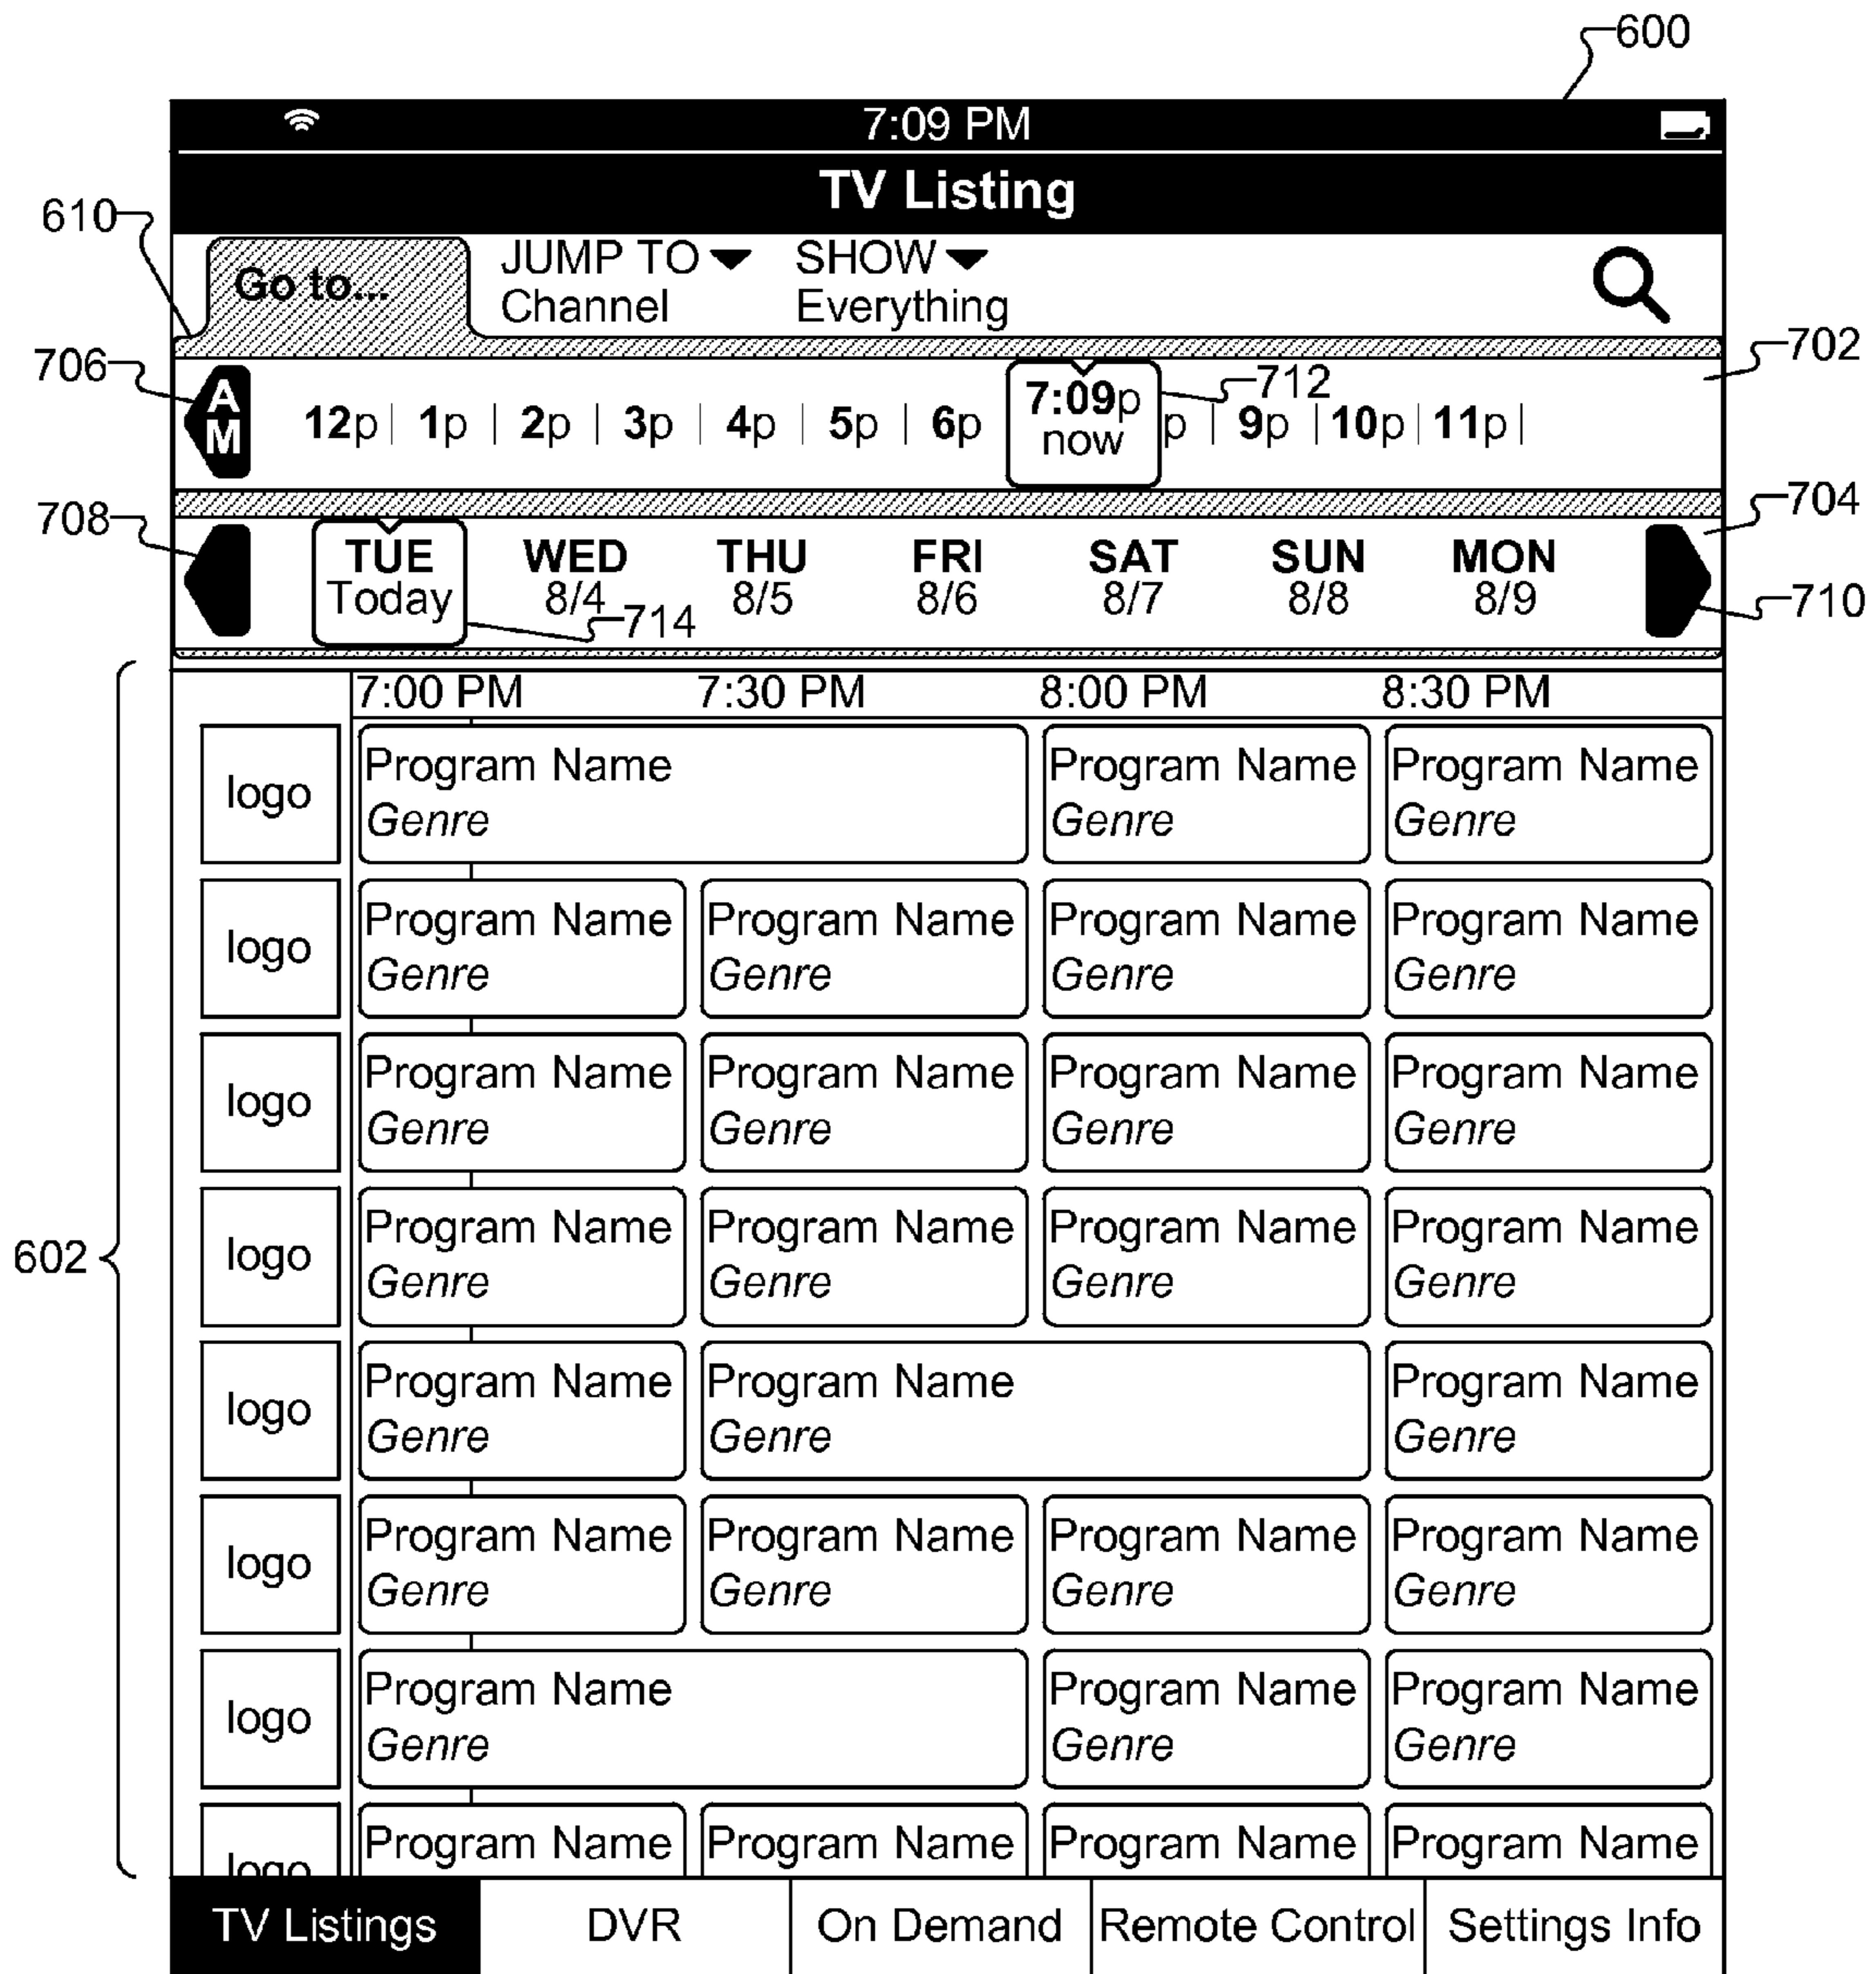 600
7:09 PM
TV Listing
610
Go to...
JUMP TO
Channel
SHOW
Everything
706
AM
12p | 1p | 2p | 3p | 4p | 5p | 6p
7:09p
now
p | 9p | 10p | 11p |
712
702
708
TUE
Today
WED
8/4
THU
8/5
FRI
8/6
SAT
8/7
SUN
8/8
MON
8/9
714
704
710
602
7:00 PM 7:30 PM 8:00 PM 8:30 PM
logo
Program Name Program Name Program Name
Genre Genre Genre
logo
Program Name Program Name Program Name Program Name
Genre Genre Genre Genre
logo
Program Name Program Name Program Name Program Name
Genre Genre Genre Genre
logo
Program Name Program Name Program Name Program Name
Genre Genre Genre Genre
logo
Program Name Program Name Program Name
Genre Genre Genre
logo
Program Name Program Name Program Name Program Name
Genre Genre Genre Genre
logo
Program Name Program Name Program Name
Genre Genre Genre
logo
Program Name Program Name Program Name Program Name
TV Listings DVR On Demand Remote Control Settings Info